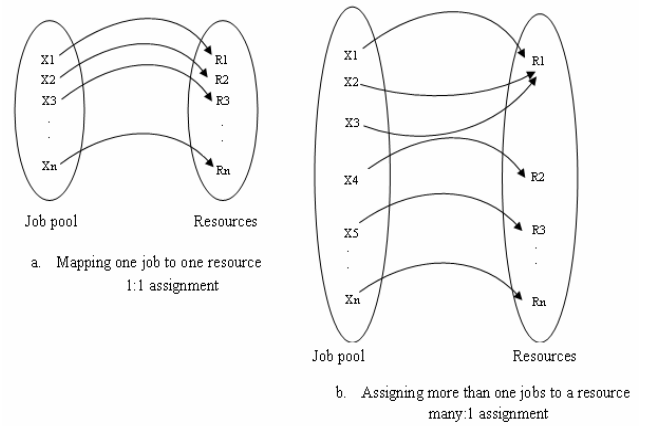 X1
X2
X3
.
.
Xn
R1
R2
R3
.
.
Rn
Job pool
Resources
a. Mapping one job to one resource
1:1 assignment
X1
X2
X3
X4
X5
.
.
Xn
R1
R2
R3
.
.
Rn
Job pool
Resources
b. Assigning more than one jobs to a resource
many:1 assignment